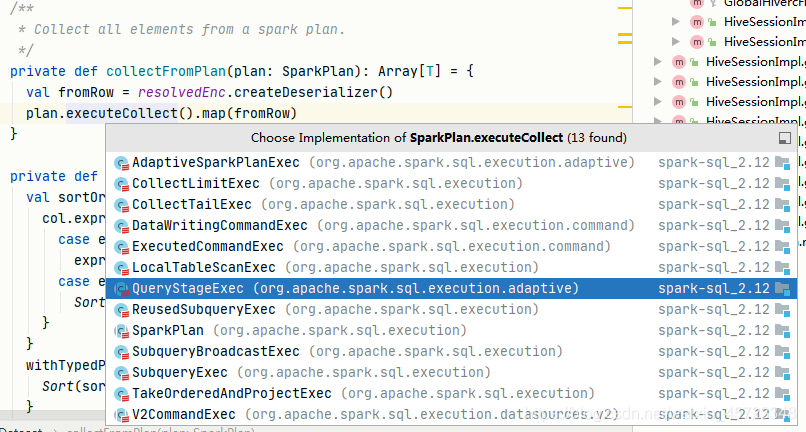 /**
 * Collect all elements from a spark plan.
 */
private def collectFromPlan(plan: SparkPlan): Array[T] = {
  val fromRow = resolvedEnc.createDeserializer()
  plan.executeCollect().map(fromRow)
}
Choose Implementation of SparkPlan.executeCollect (13 found)
AdaptiveSparkPlanExec (org.apache.spark.sql.execution.adaptive) spark-sql_2.12
CollectLimitExec (org.apache.spark.sql.execution) spark-sql_2.12
CollectTailExec (org.apache.spark.sql.execution) spark-sql_2.12
DataWritingCommandExec (org.apache.spark.sql.execution.command) spark-sql_2.12
ExecutedCommandExec (org.apache.spark.sql.execution.command) spark-sql_2.12
LocalTableScanExec (org.apache.spark.sql.execution) spark-sql_2.12
QueryStageExec (org.apache.spark.sql.execution.adaptive) spark-sql_2.12
ReusedSubqueryExec (org.apache.spark.sql.execution) spark-sql_2.12
SparkPlan (org.apache.spark.sql.execution) spark-sql_2.12
SubqueryBroadcastExec (org.apache.spark.sql.execution) spark-sql_2.12
SubqueryExec (org.apache.spark.sql.execution) spark-sql_2.12
TakeOrderedAndProjectExec (org.apache.spark.sql.execution) spark-sql_2.12
V2CommandExec (org.apache.spark.sql.execution.datasources.v2) spark-sql_2.12
private def
  val sortOr
    col.expr
      case e
        expr
      case e
        Sort
    }
  }
  withTypedP
    Sort(sor
  }
GlobalHivercF
HiveSessionIm
HiveSessionIm
HiveSessionImpl.g
HiveSessionImpl.g
HiveSessionImpl.g
HiveSessionImpl.g
collectFromPlan(plan: SparkPlan)